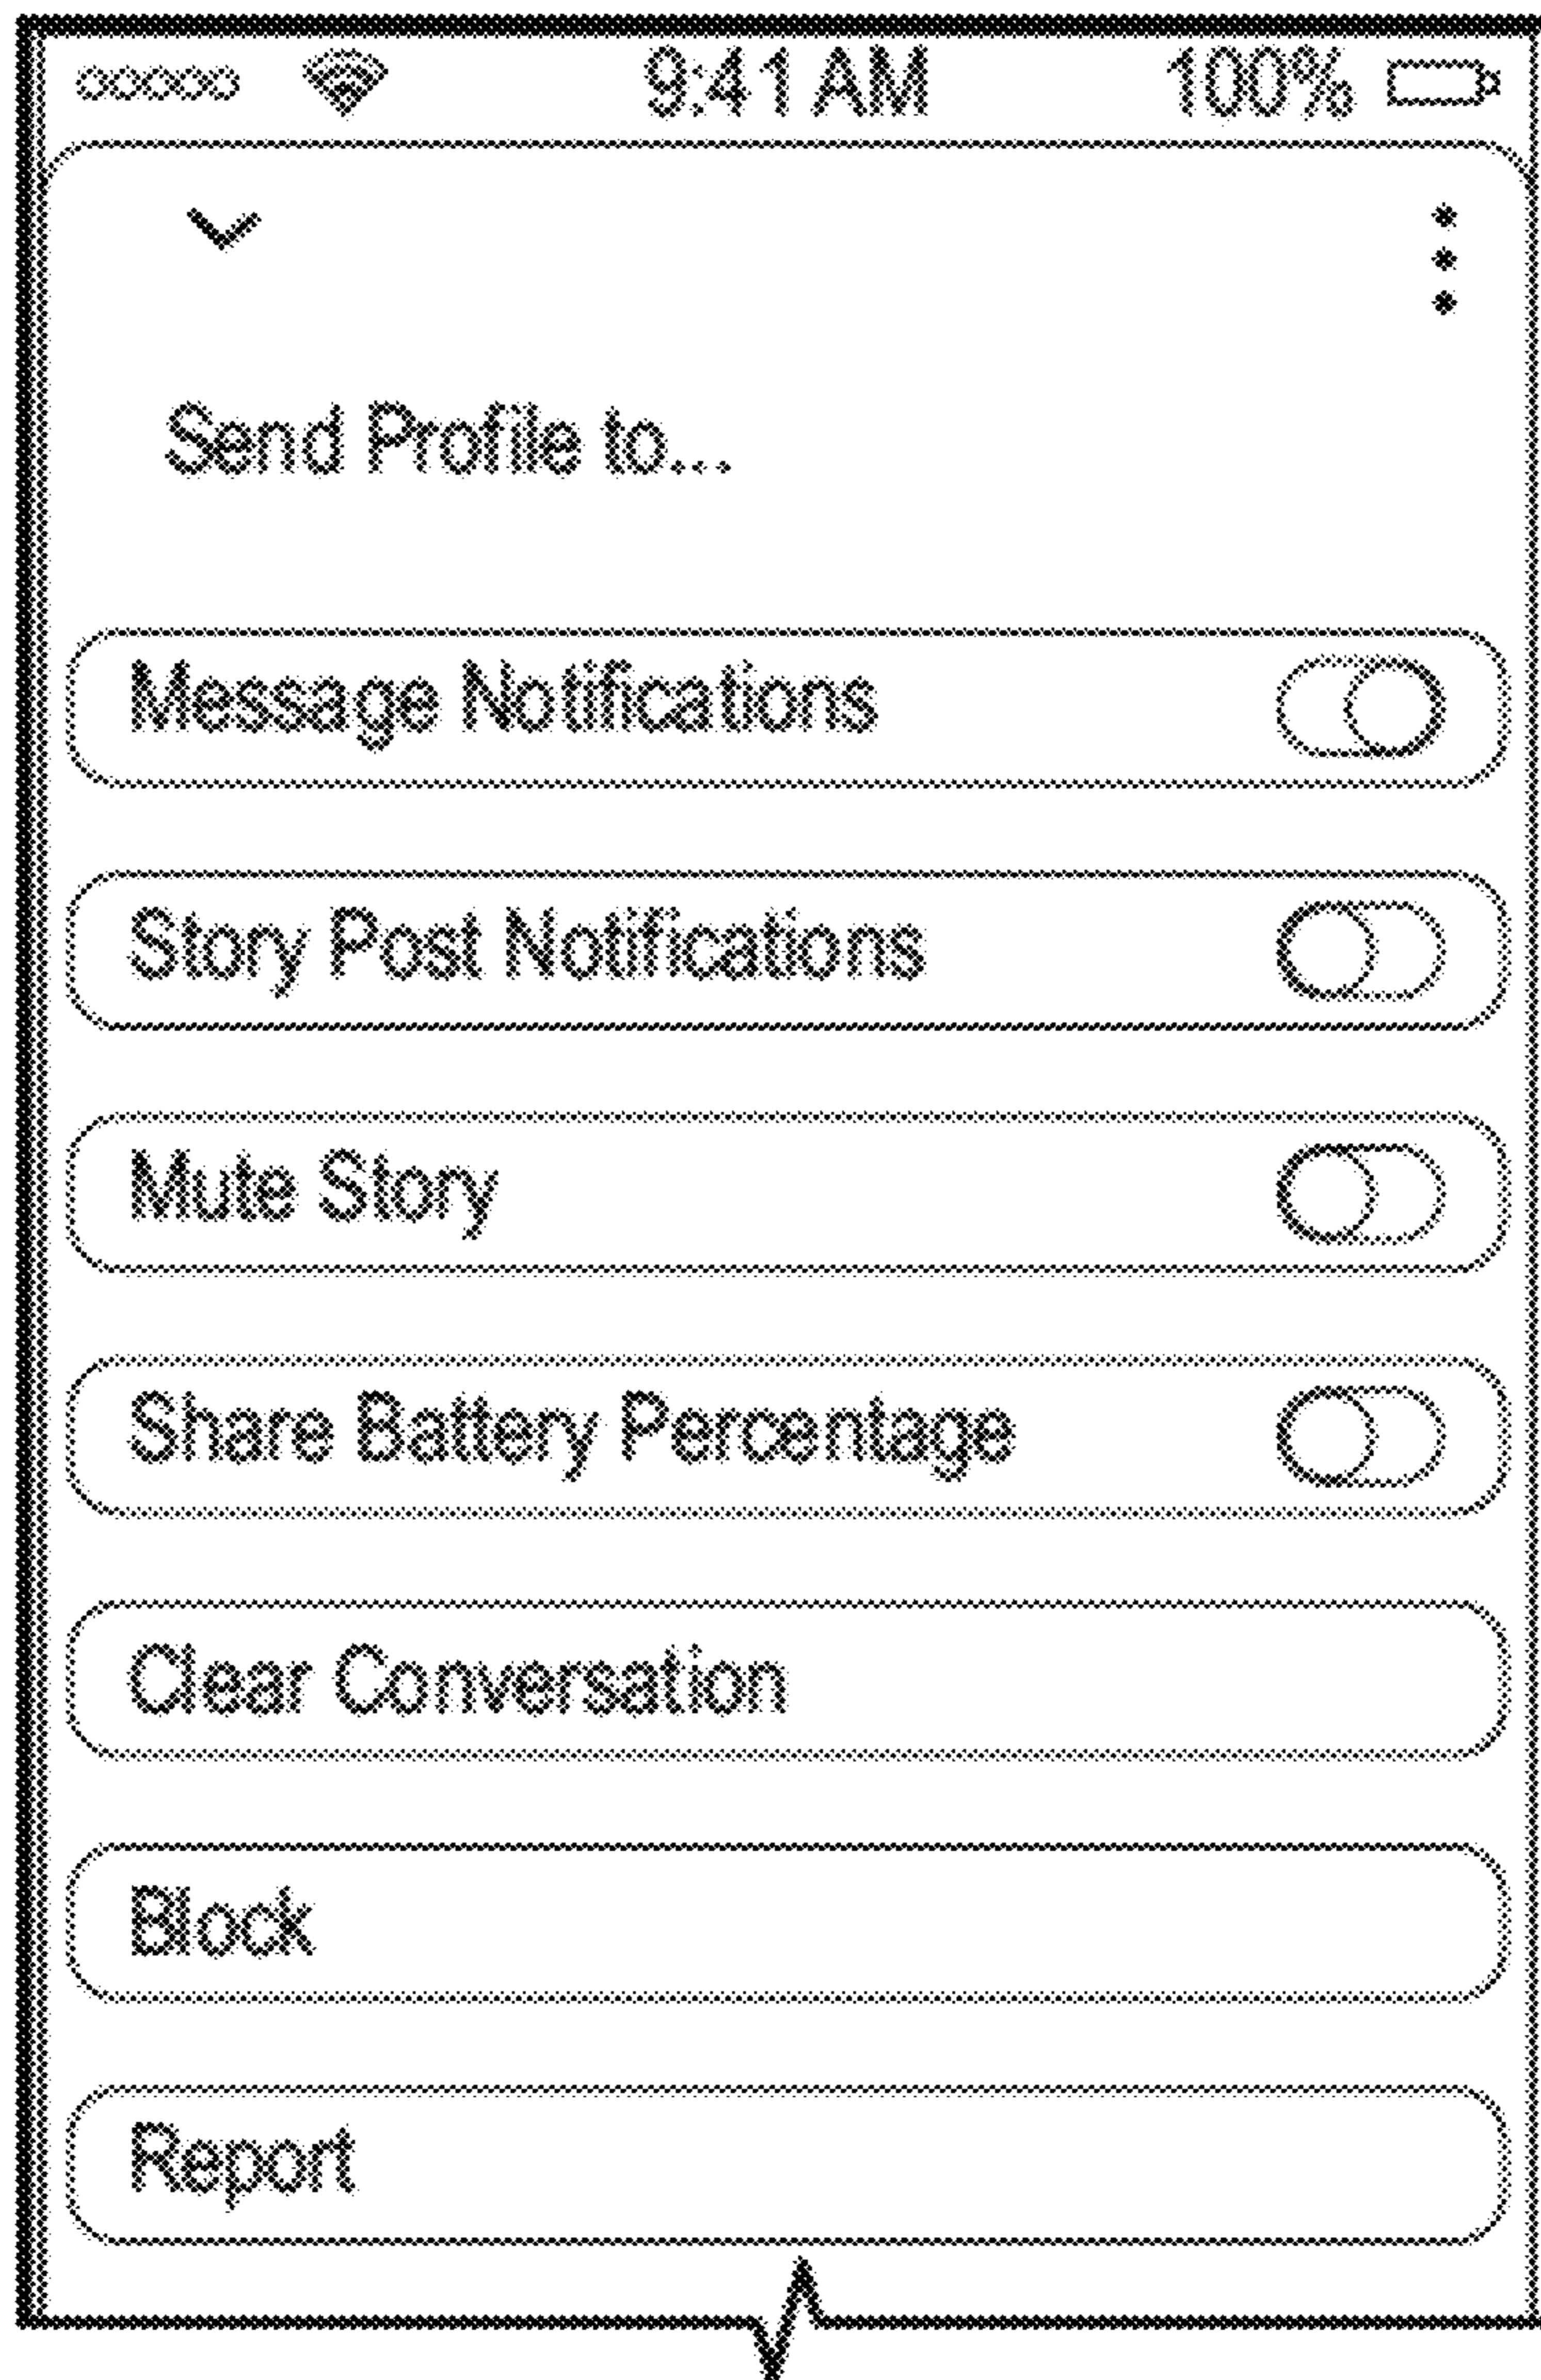 9:41 AM 100%
Send Profile to...
Message Notifications
Story Post Notifications
Mute Story
Share Battery Percentage
Clear Conversation
Block
Report